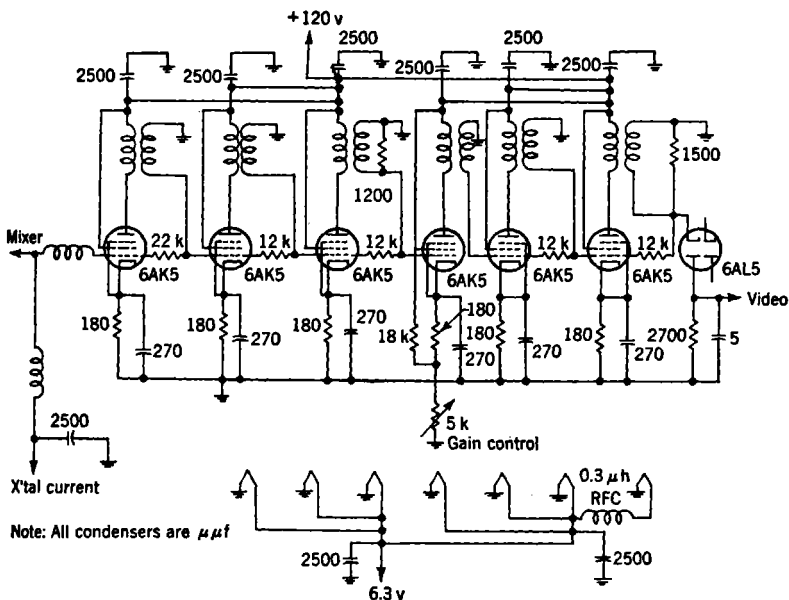 +120 v
2500
2500
2500
2500
2500
2500
1200
1500
Mixer
22 k
12 k
12 k
12 k
12 k
6AK5
6AK5
6AK5
6AK5
6AK5
6AK5
6AL5
Video
180
270
180
270
180
270
18 k
180
270
180
270
180
270
2700
5
5 k
Gain control
2500
X'tal current
Note: All condensers are μμf
0.3 μh
RFC
2500
2500
6.3 v